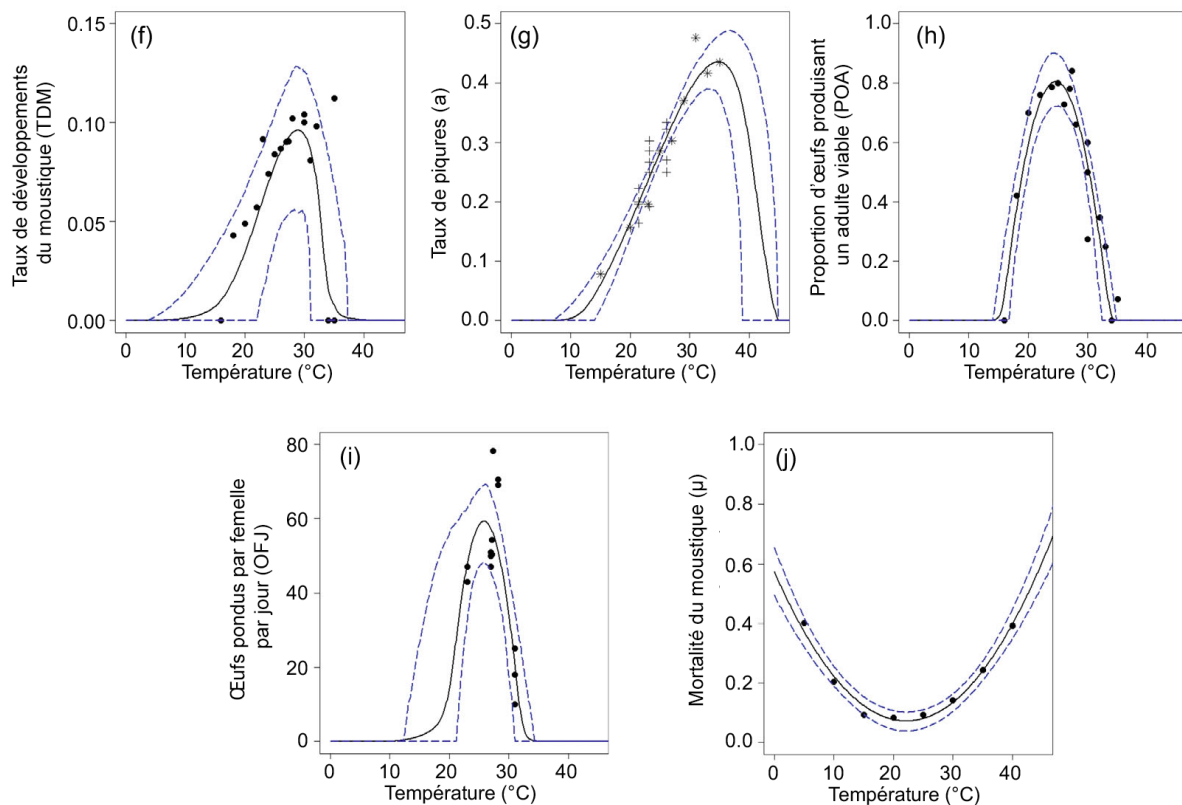 (f)
Taux de développements
du moustique (TDM)
0.15
0.10
0.05
0.00
0
10
20
30
40
Température (°C)
(g)
Taux de piqures (a)
0.5
0.4
0.3
0.2
0.1
0.0
0
10
20
30
40
Température (°C)
(h)
Proportion d'œufs produisant
un adulte viable (POA)
1.0
0.8
0.6
0.4
0.2
0.0
0
10
20
30
40
Température (°C)
(i)
Œufs pondus par femelle
par jour (OFJ)
80
60
40
20
0
0
10
20
30
40
Température (°C)
(j)
Mortalité du moustique (μ)
1.0
0.8
0.6
0.4
0.2
0.0
0
10
20
30
40
Température (°C)